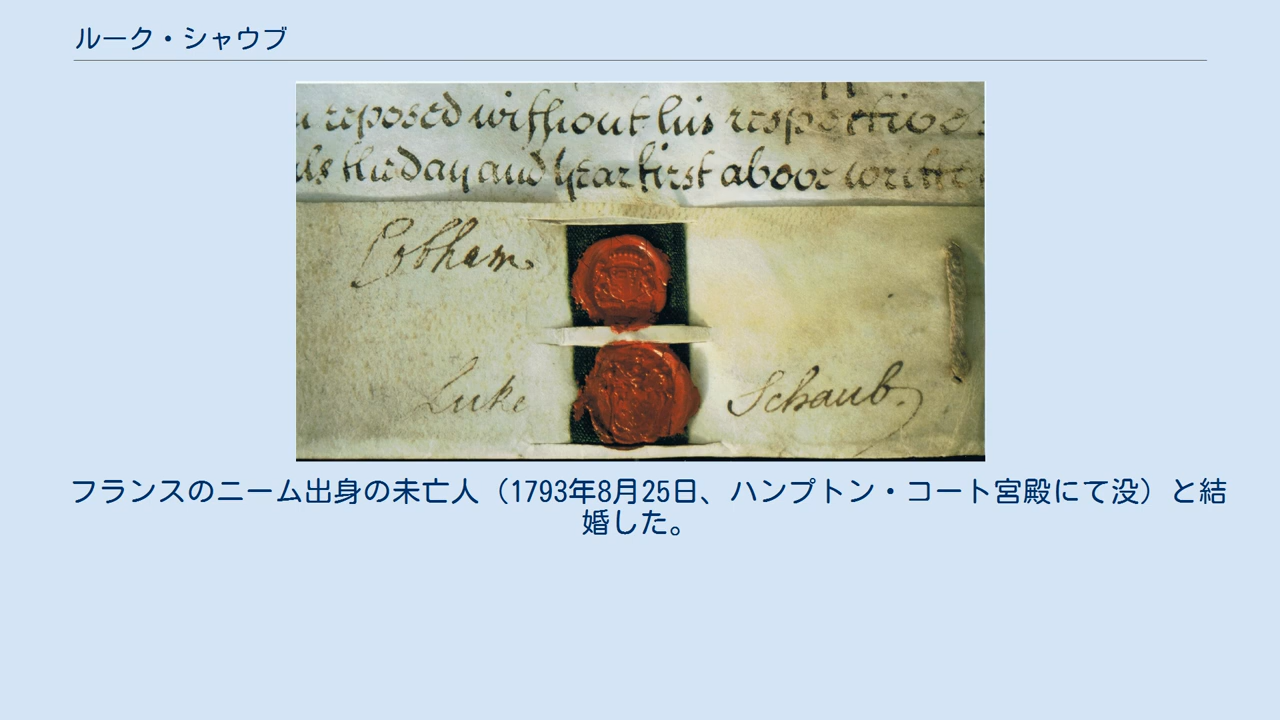 ルーク・シャウブ
reposed without his respective
the day and year first above written
Cobham
Luke Schaub.
フランスのニーム出身の未亡人（1793年8月25日、ハンプトン・コート宮殿にて没）と結
婚した。